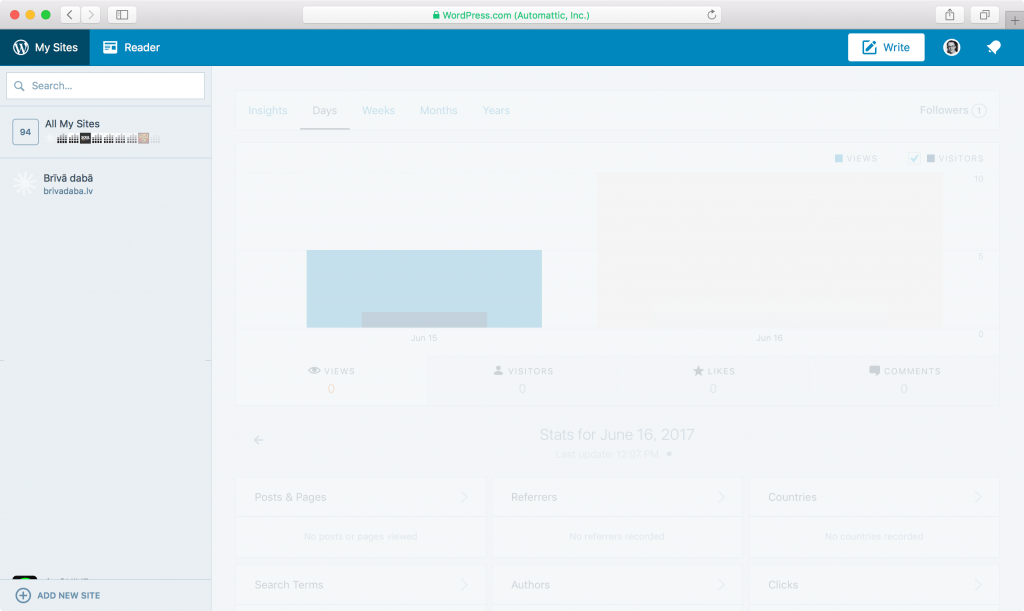 WordPress.com (Automattic, Inc.)
My Sites
Reader
Write
Search...
94
All My Sites
Brīvā dabā
brivadaba.lv
ADD NEW SITE
Insights
Days
Weeks
Months
Years
Followers 1
VIEWS
VISITORS
10
5
0
Jun 15
Jun 16
VIEWS
0
VISITORS
0
LIKES
0
COMMENTS
0
Stats for June 16, 2017
Last update: 12:07 PM
Posts & Pages
No posts or pages viewed
Referrers
No referrers recorded
Countries
No countries recorded
Search Terms
Authors
Clicks